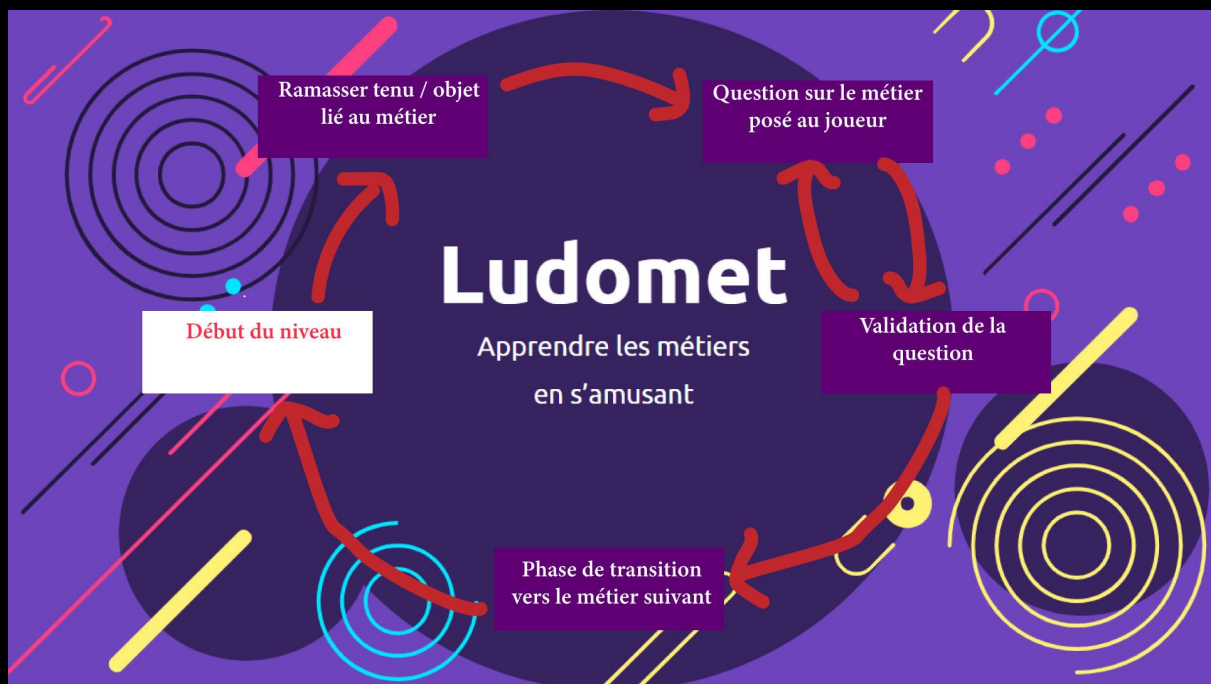 Ramasser tenu / objet
lié au métier
Question sur le métier
posé au joueur
Ludomet
Apprendre les métiers
en s'amusant
Début du niveau
Validation de la
question
Phase de transition
vers le métier suivant